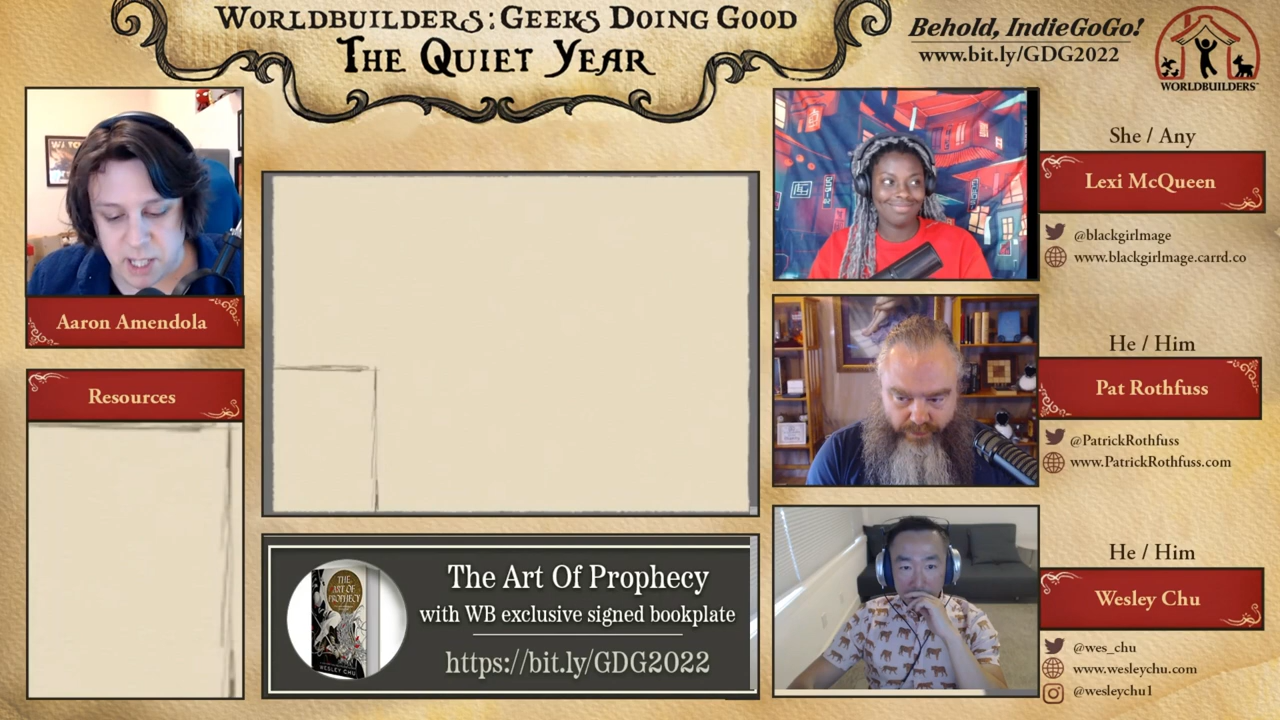 Worldbuilders: Geeks Doing Good
The Quiet Year
Behold, IndieGoGo!
www.bit.ly/GDG2022
WORLDBUILDERS
Aaron Amendola
Resources
She / Any
Lexi McQueen
@blackgirlmage
www.blackgirlmage.carrd.co
He / Him
Pat Rothfuss
@PatrickRothfuss
www.PatrickRothfuss.com
He / Him
Wesley Chu
@wes_chu
www.wesleychu.com
@wesleychu1
THE
ART OF
PROPHECY
WESLEY CHU
The Art Of Prophecy
with WB exclusive signed bookplate
https://bit.ly/GDG2022